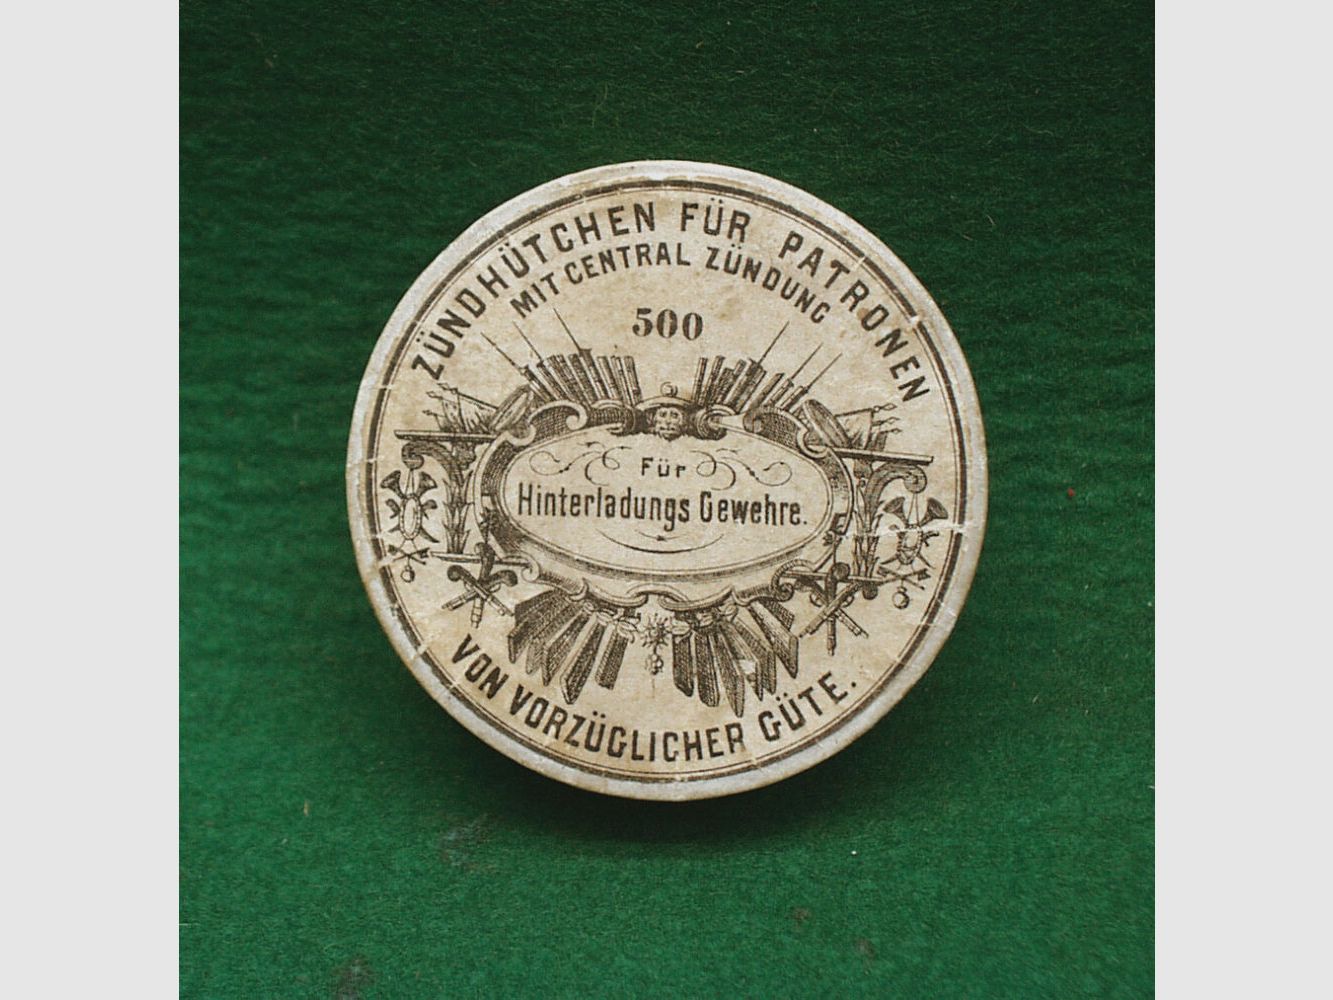 ZÜNDHÜTCHEN FÜR PATRONEN
MIT CENTRAL ZÜNDUNG
500
Für
Hinterladungs Gewehre.
VON VORZÜGLICHER GÜTE.